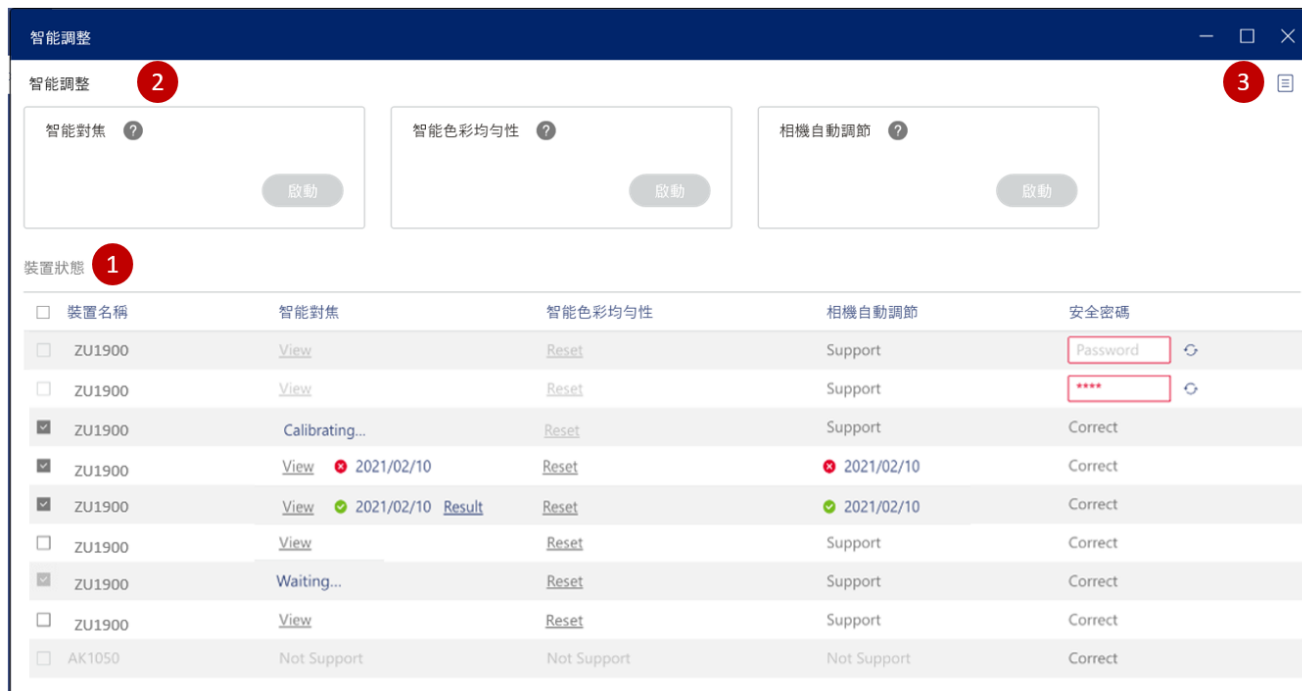 智能調整
智能調整 2 3
智能對焦 ? 智能色彩均勻性 ? 相機自動調節 ?
啟動 啟動 啟動
裝置狀態 1
裝置名稱 智能對焦 智能色彩均勻性 相機自動調節 安全密碼
ZU1900 View Reset Support Password
ZU1900 View Reset Support ****
ZU1900 Calibrating... Reset Support Correct
ZU1900 View 2021/02/10 Reset 2021/02/10 Correct
ZU1900 View 2021/02/10 Result Reset 2021/02/10 Correct
ZU1900 View Reset Support Correct
ZU1900 Waiting... Reset Support Correct
ZU1900 View Reset Support Correct
AK1050 Not Support Not Support Not Support Correct